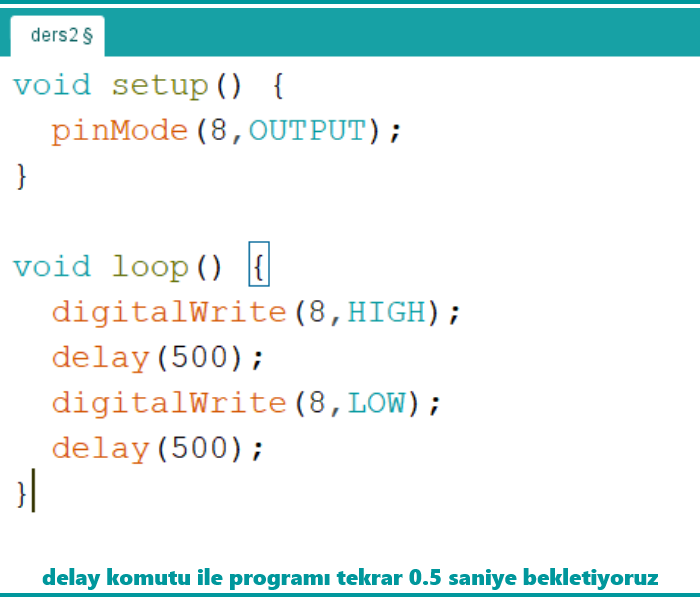 ders2 §
void setup() {
  pinMode(8,OUTPUT);
}
void loop() {
  digitalWrite(8,HIGH);
  delay(500);
  digitalWrite(8,LOW);
  delay(500);
}
delay komutu ile programı tekrar 0.5 saniye bekletiyoruz